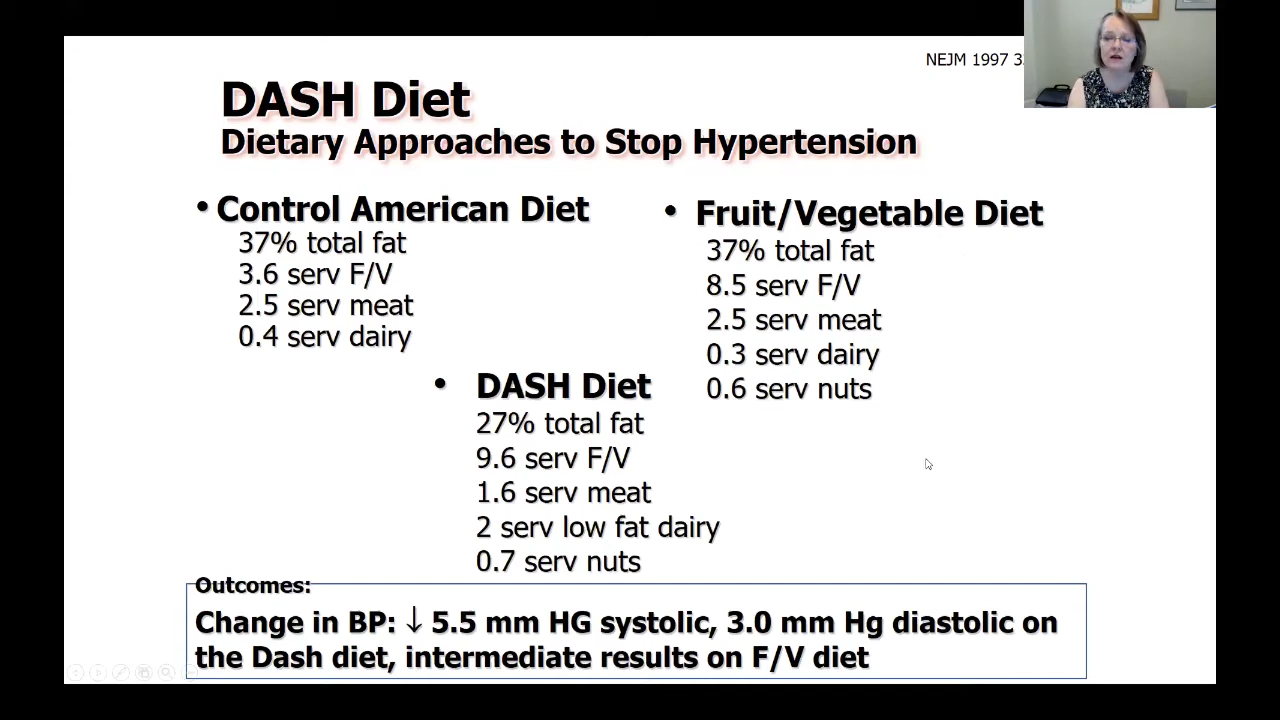 NEJM 1997
DASH Diet
Dietary Approaches to Stop Hypertension
• Control American Diet
37% total fat
3.6 serv F/V
2.5 serv meat
0.4 serv dairy
• Fruit/Vegetable Diet
37% total fat
8.5 serv F/V
2.5 serv meat
0.3 serv dairy
0.6 serv nuts
• DASH Diet
27% total fat
9.6 serv F/V
1.6 serv meat
2 serv low fat dairy
0.7 serv nuts
Outcomes:
Change in BP: ↓ 5.5 mm HG systolic, 3.0 mm Hg diastolic on
the Dash diet, intermediate results on F/V diet